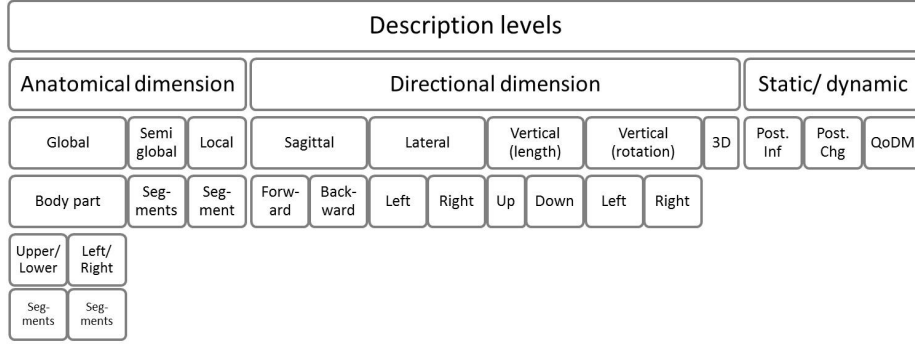 Description levels
Anatomical dimension
Directional dimension
Static/ dynamic
Global
Semi
global
Local
Sagittal
Lateral
Vertical
(length)
Vertical
(rotation)
3D
Post.
Inf
Post.
Chg
QoDM
Body part
Seg-
ments
Seg-
ment
Forw-
ard
Back-
ward
Left
Right
Up
Down
Left
Right
Upper/
Lower
Left/
Right
Seg-
ments
Seg-
ments